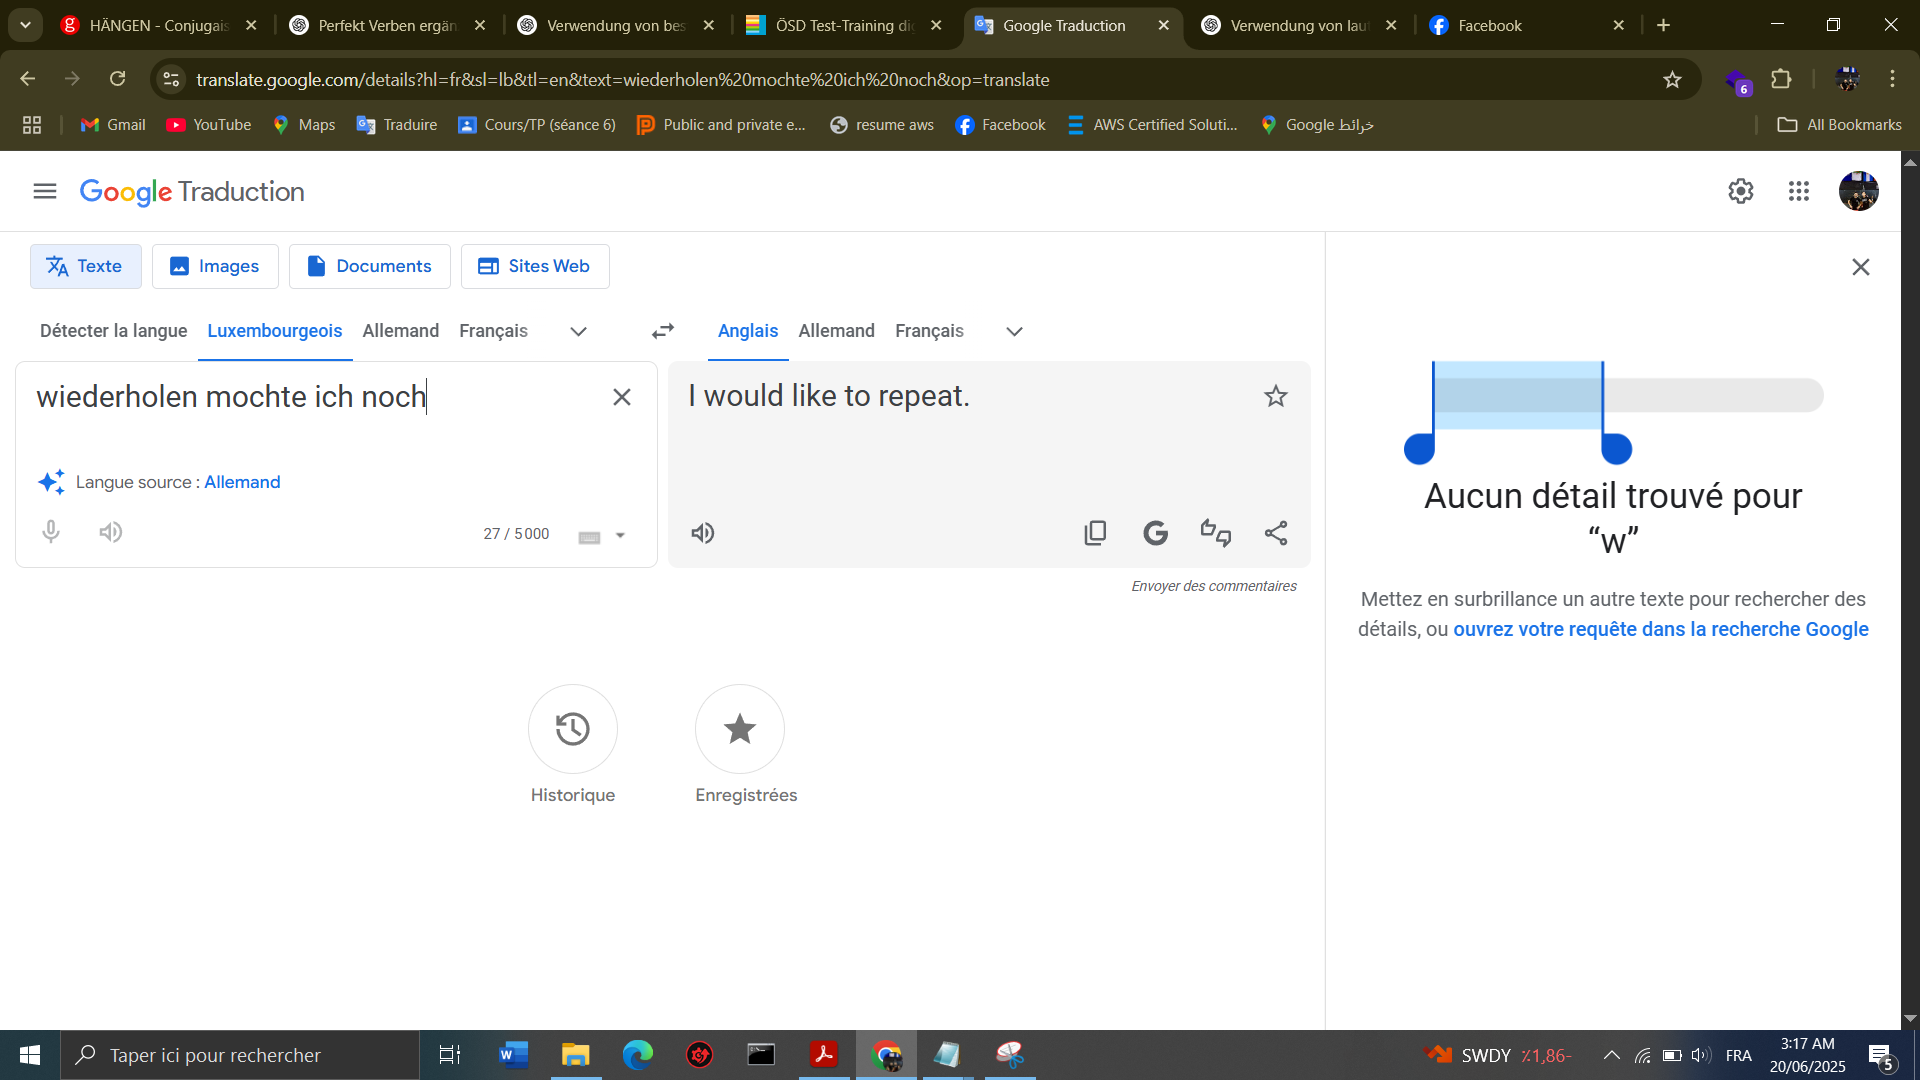 HÄNGEN - Conjugais
Perfekt Verben ergän
Verwendung von bes
ÖSD Test-Training di
Google Traduction
Verwendung von lau
Facebook
translate.google.com/details?hl=fr&sl=lb&tl=en&text=wiederholen%20mochte%20ich%20noch&op=translate
6
Gmail
YouTube
Maps
Traduire
Cours/TP (séance 6)
Public and private e...
resume aws
Facebook
AWS Certified Soluti...
خرائط Google
All Bookmarks
Google Traduction
Texte
Images
Documents
Sites Web
Détecter la langue
Luxembourgeois
Allemand
Français
Anglais
Allemand
Français
wiederholen mochte ich noch
I would like to repeat.
Langue source : Allemand
27 / 5 000
Envoyer des commentaires
Historique
Enregistrées
Aucun détail trouvé pour
“w”
Mettez en surbrillance un autre texte pour rechercher des
détails, ou ouvrez votre requête dans la recherche Google
Taper ici pour rechercher
SWDY ٪1,86-
FRA
3:17 AM
20/06/2025
5